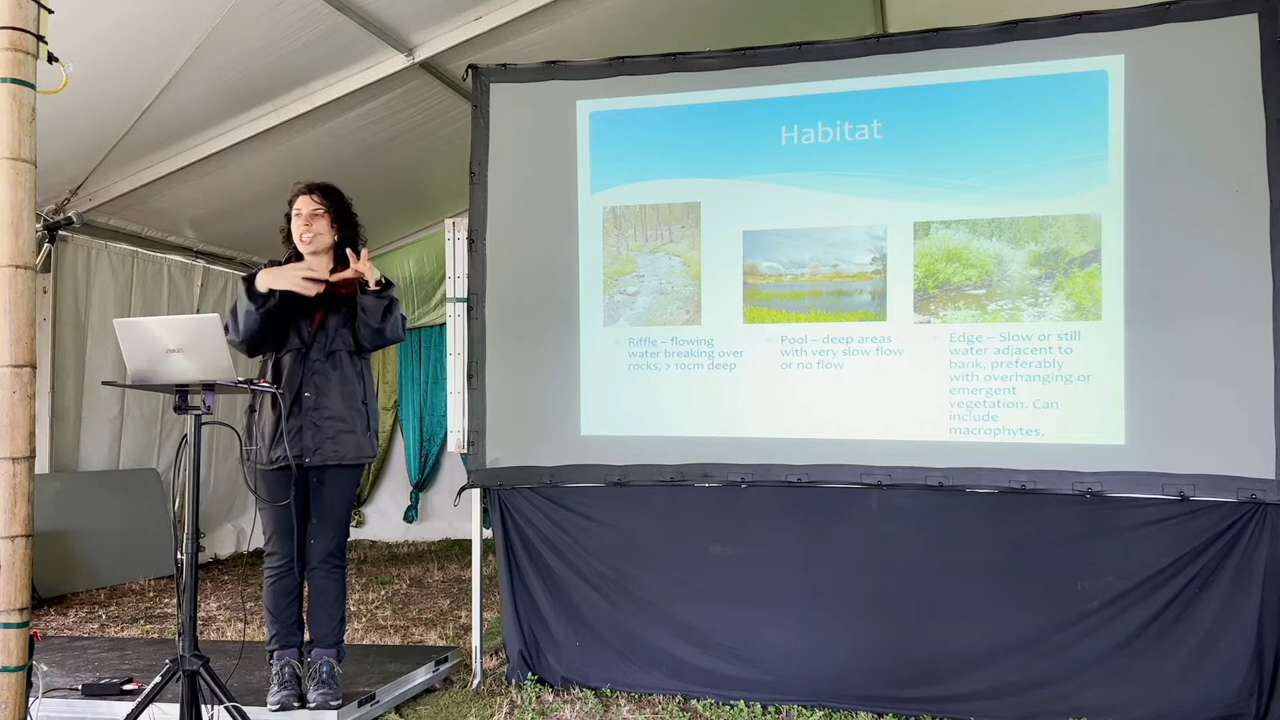 Habitat
Riffle – flowing
water breaking over
rocks, > 10cm deep
Pool – deep areas
with very slow flow
or no flow
Edge – Slow or still
water adjacent to
bank, preferably
with overhanging or
emergent
vegetation. Can
include
macrophytes.